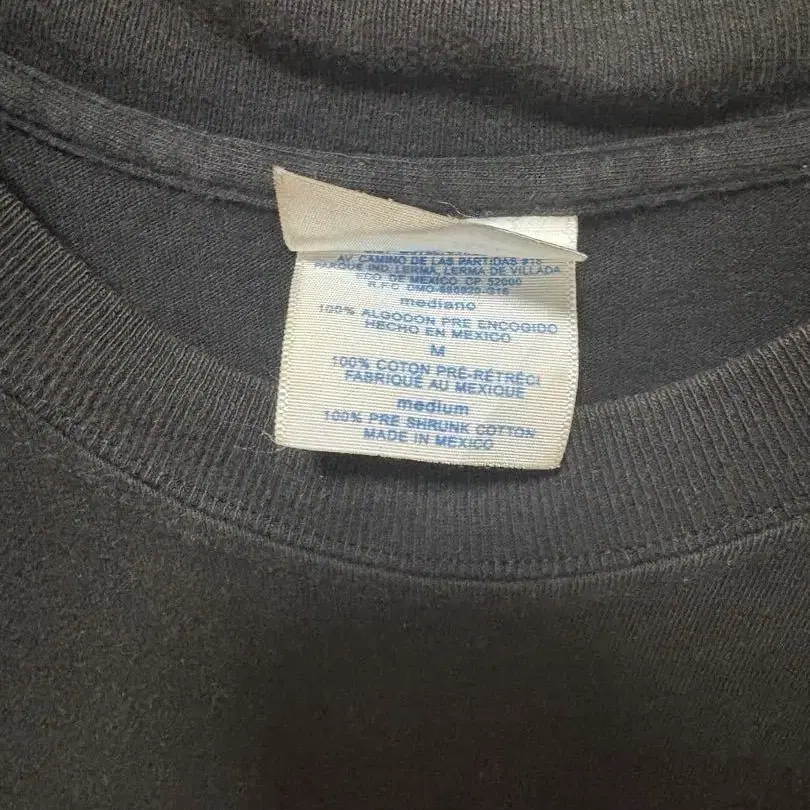 AV. CAMINO DE LAS PARTIDAS #16
PARQUE IND. LERMA, LERMA DE VILLADA
DE MEXICO CP 52000
R.F.C.
mediano
100% ALGODON PRE ENCOGIDO
HECHO EN MEXICO
M
100% COTON PRÉ-RÉTRÉCI
FABRIQUÉ AU MEXIQUE
medium
100% PRE SHRUNK COTTON
MADE IN MEXICO